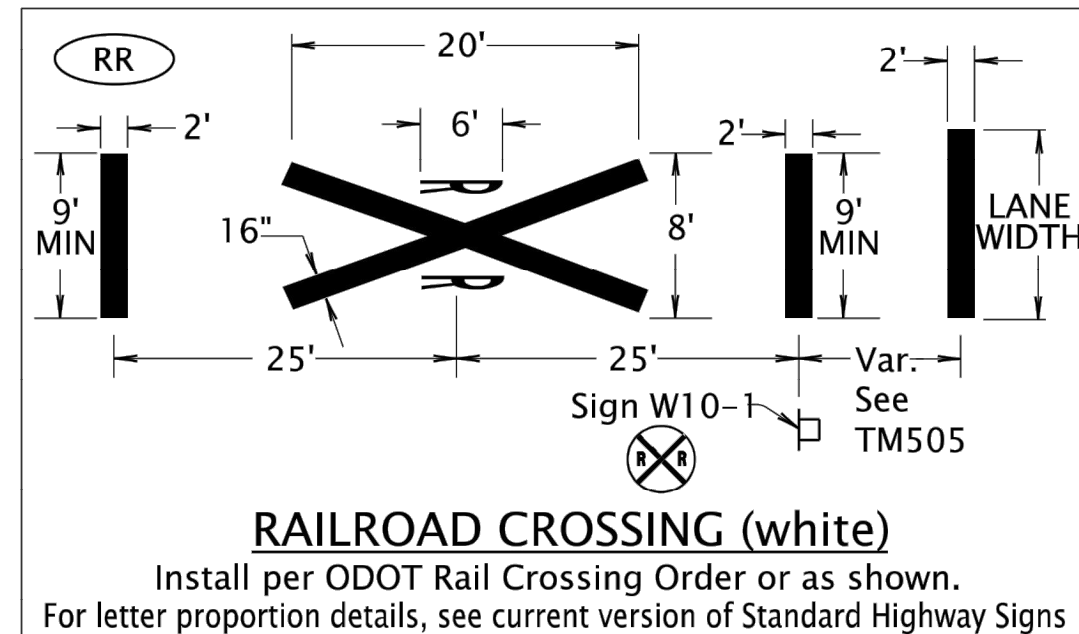 RR
20'
2'
6'
2'
2'
9'
MIN
16"
8'
9'
MIN
LANE
WIDTH
R
R
25'
25'
Var.
See
TM505
Sign W10-1
R R
RAILROAD CROSSING (white)
Install per ODOT Rail Crossing Order or as shown.
For letter proportion details, see current version of Standard Highway Signs